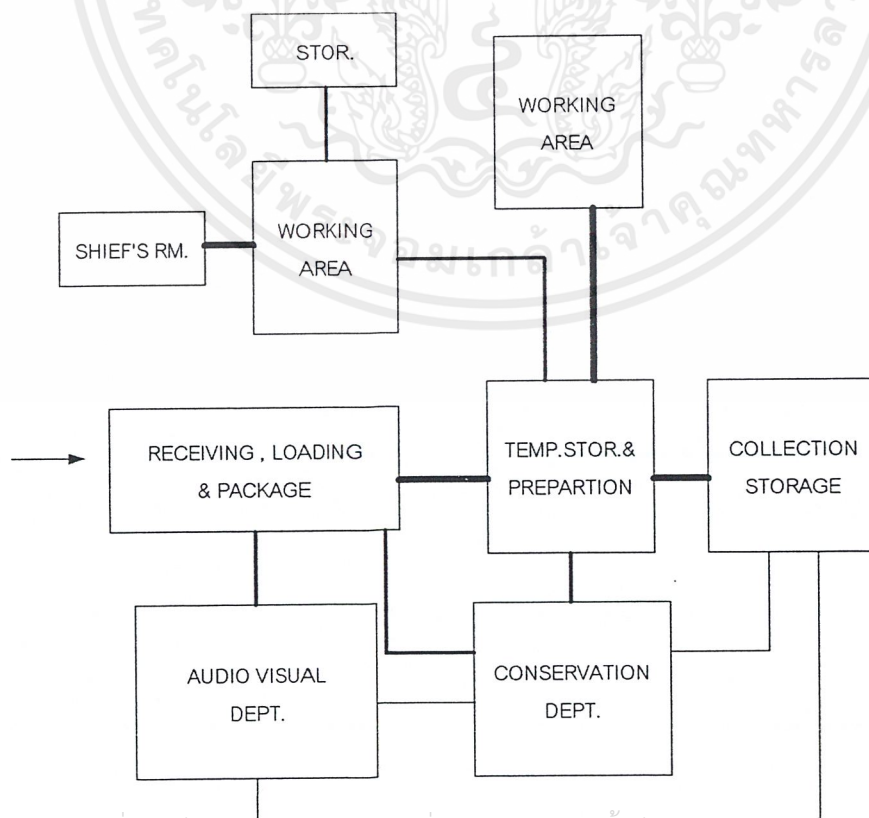 STOR.
WORKING
AREA
WORKING
AREA
SHIEF'S RM.
RECEIVING , LOADING
& PACKAGE
TEMP.STOR.&
PREPARTION
COLLECTION
STORAGE
AUDIO VISUAL
DEPT.
CONSERVATION
DEPT.